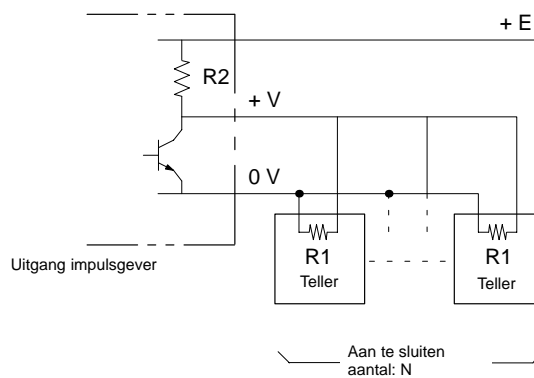 + E
R2
+ V
0 V
R1
Teller
R1
Teller
Uitgang impulsgever
Aan te sluiten
aantal: N